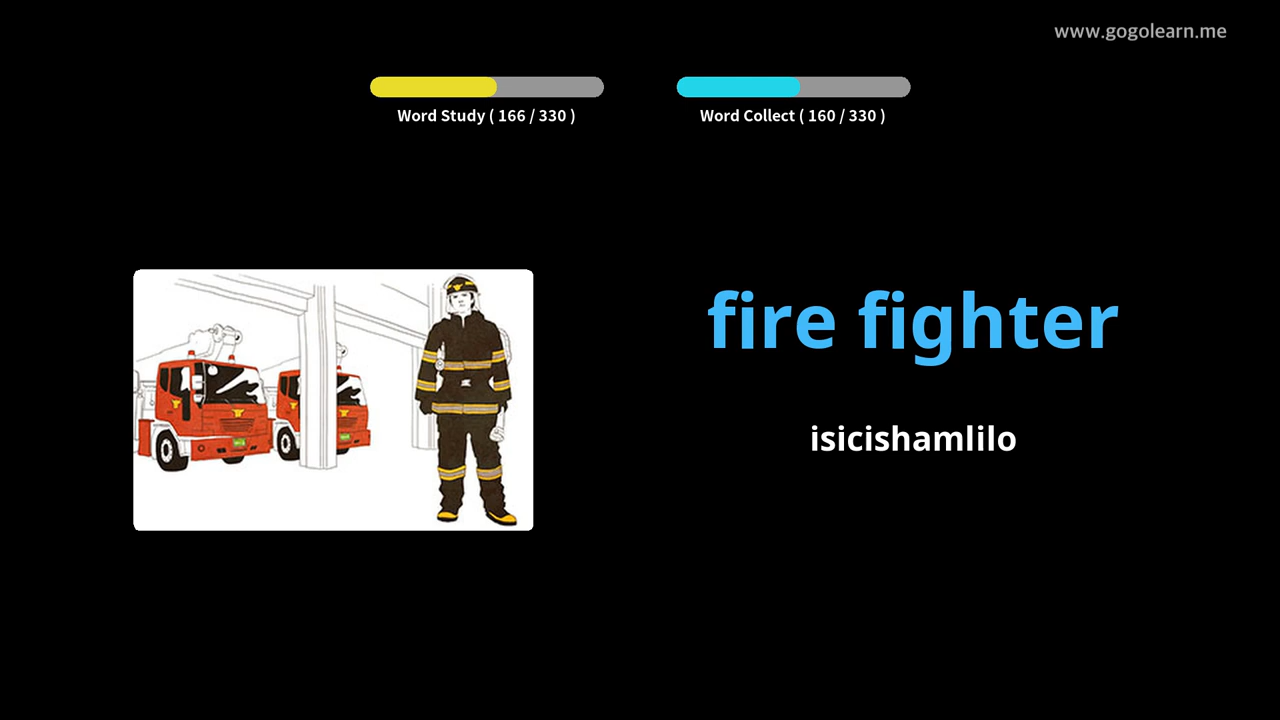 www.gogolearn.me
Word Study ( 166 / 330 )
Word Collect ( 160 / 330 )
fire fighter
isicishamlilo